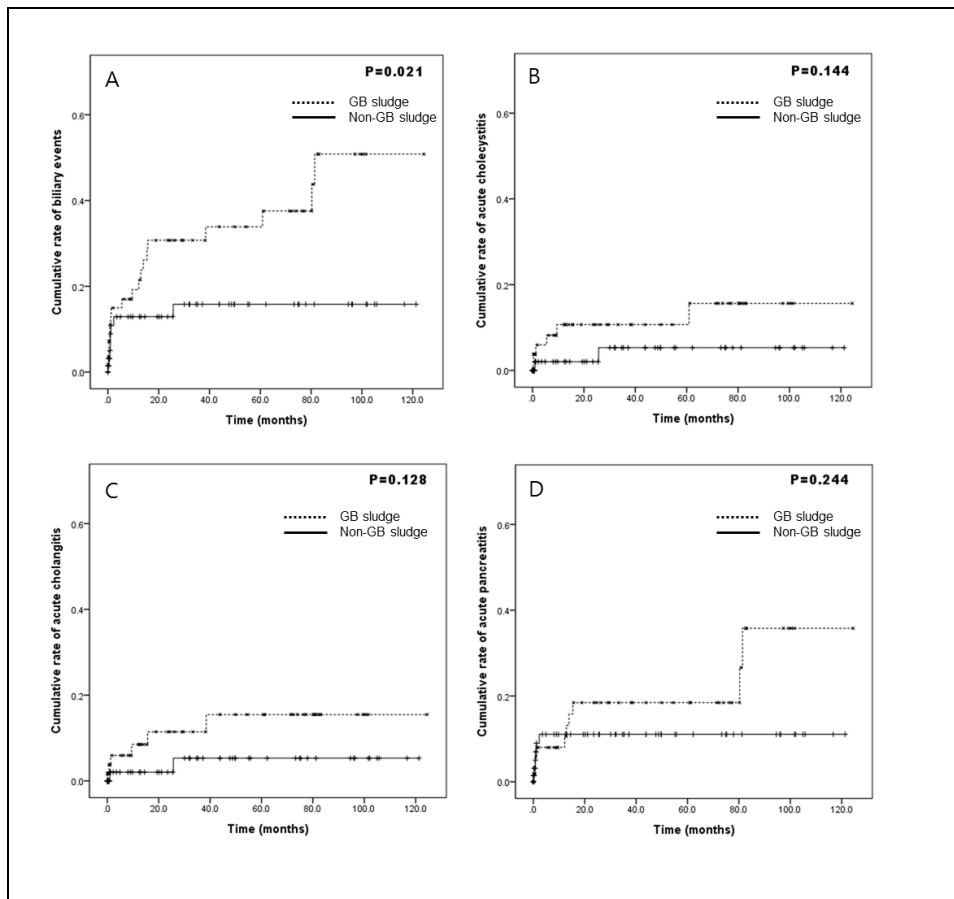 A
P=0.021
GB sludge
Non-GB sludge
Cumulative rate of biliary events
0.6
0.4
0.2
0.0
.0 20.0 40.0 60.0 80.0 100.0 120.0
Time (months)
B
P=0.144
GB sludge
Non-GB sludge
Cumulative rate of acute cholecystitis
0.6
0.4
0.2
0.0
.0 20.0 40.0 60.0 80.0 100.0 120.0
Time (months)
C
P=0.128
GB sludge
Non-GB sludge
Cumulative rate of acute cholangitis
0.6
0.4
0.2
0.0
.0 20.0 40.0 60.0 80.0 100.0 120.0
Time (months)
D
P=0.244
GB sludge
Non-GB sludge
Cumulative rate of acute pancreatitis
0.6
0.4
0.2
0.0
.0 20.0 40.0 60.0 80.0 100.0 120.0
Time (months)